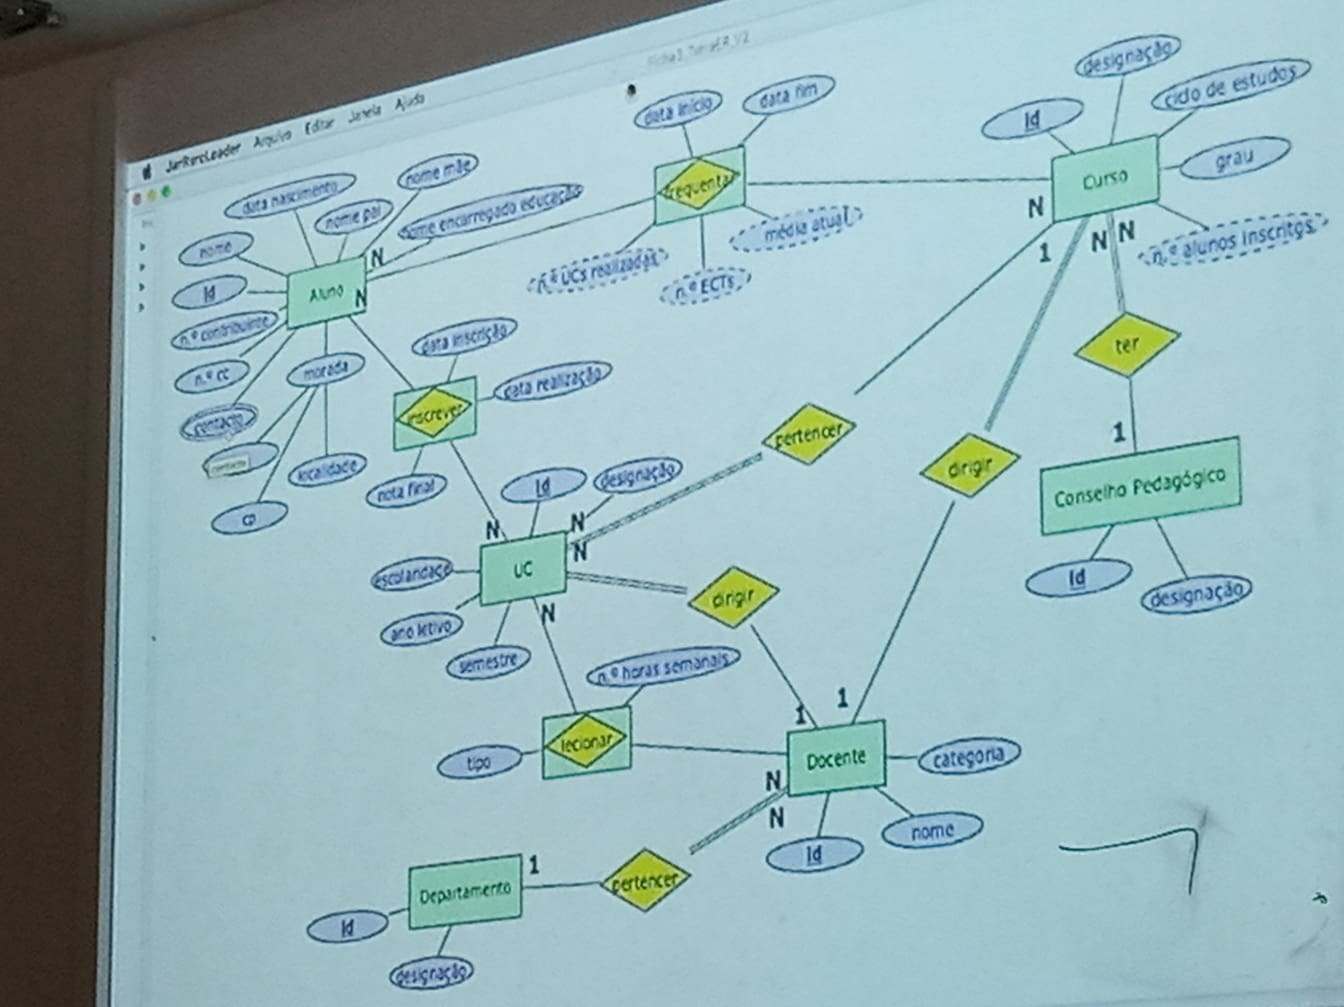 JarRsrcLoader Arquivo Editar Janela Ajuda
designação
ciclo de estudos
Id
grau
Curso
n.º alunos inscritos
data início
data fim
frequentar
média atual
n.º UCs realizadas
n.º ECTs
nome mãe
data nascimento
nome pai
nome encarregado educação
nome
Id
Aluno
n.º contribuinte
n.º cc
morada
contacto
localidade
cp
N
N
N
1
N
N
data inscrição
data realização
inscrever
nota final
ter
1
pertencer
dirigir
Conselho Pedagógico
Id
designação
Id
designação
N
N
N
UC
escolaridade
ano letivo
semestre
N
dirigir
n.º horas semanais
1
1
lecionar
tipo
Docente
categoria
nome
Id
N
N
1
pertencer
Departamento
Id
designação